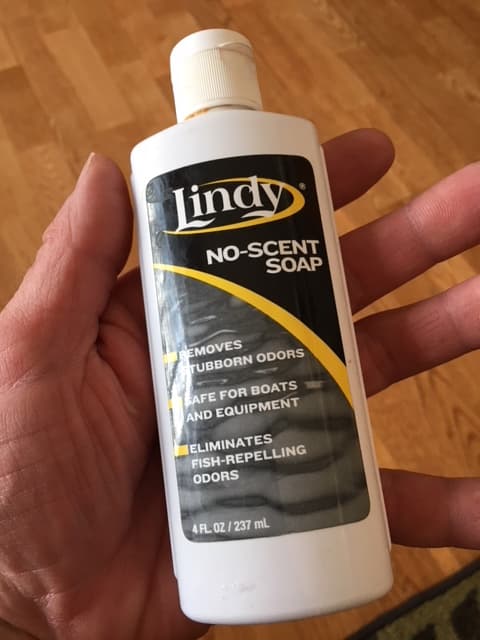 Lindy®
NO-SCENT
SOAP
REMOVES
STUBBORN ODORS
SAFE FOR BOATS
AND EQUIPMENT
ELIMINATES
FISH-REPELLING
ODORS
4 FL. OZ / 237 mL